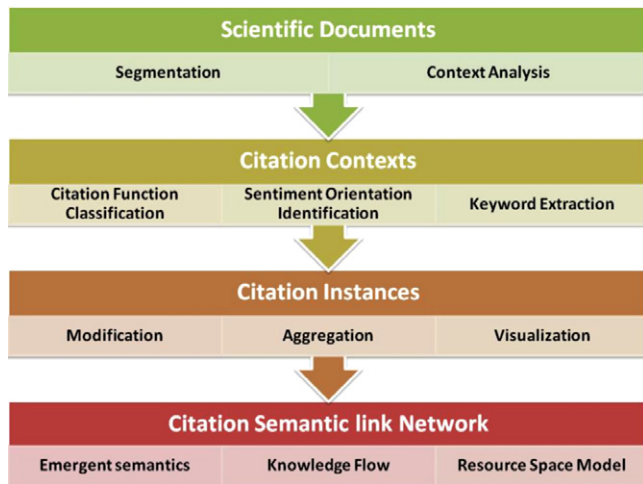 Scientific Documents
Segmentation
Context Analysis
Citation Contexts
Citation Function
Classification
Sentiment Orientation
Identification
Keyword Extraction
Citation Instances
Modification
Aggregation
Visualization
Citation Semantic link Network
Emergent semantics
Knowledge Flow
Resource Space Model